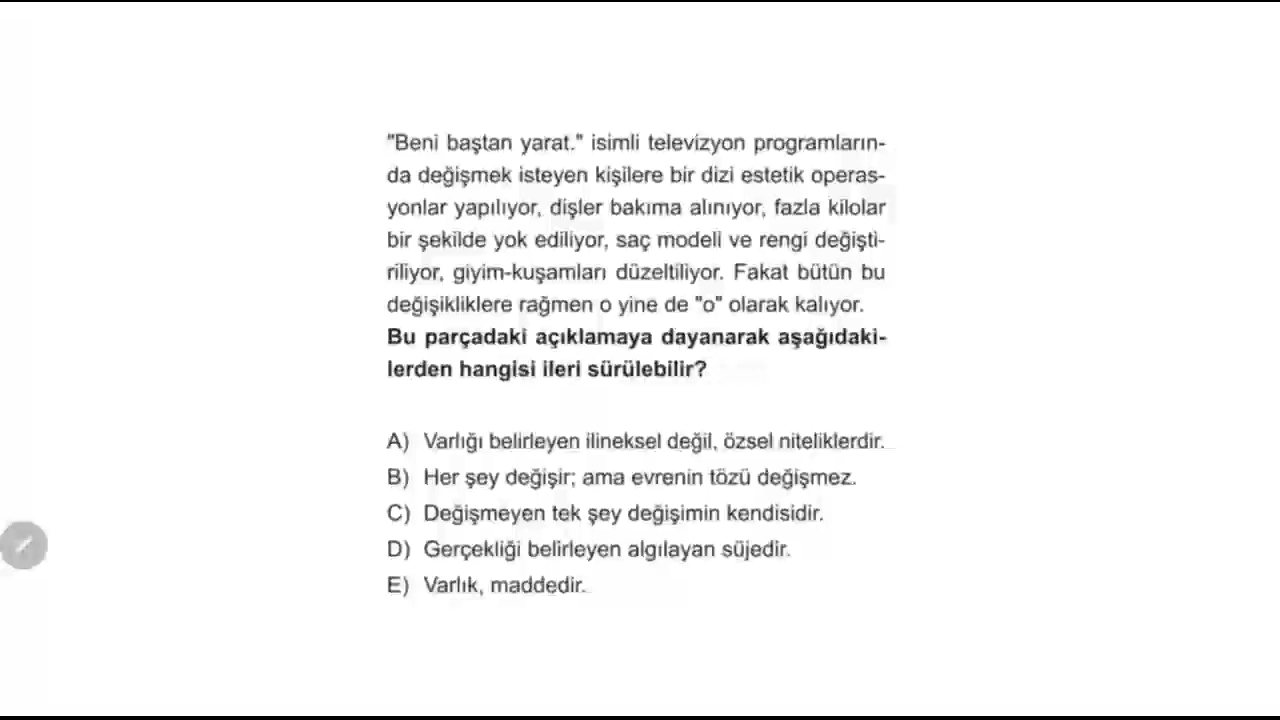 "Beni baştan yarat." isimli televizyon programların-
da değişmek isteyen kişilere bir dizi estetik operas-
yonlar yapılıyor, dişler bakıma alınıyor, fazla kilolar
bir şekilde yok ediliyor, saç modeli ve rengi değişti-
riliyor, giyim-kuşamları düzeltiliyor. Fakat bütün bu
değişikliklere rağmen o yine de "o" olarak kalıyor.
Bu parçadaki açıklamaya dayanarak aşağıdaki-
lerden hangisi ileri sürülebilir?
A) Varlığı belirleyen ilineksel değil, özsel niteliklerdir.
B) Her şey değişir; ama evrenin tözü değişmez.
C) Değişmeyen tek şey değişimin kendisidir.
D) Gerçekliği belirleyen algılayan süjedir.
E) Varlık, maddedir.